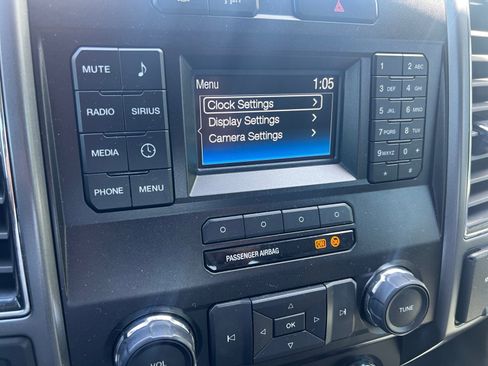 MUTE
RADIO SIRIUS
MEDIA
PHONE MENU
Menu 1:05
Clock Settings
Display Settings
Camera Settings
1 2 ABC
3 DEF 4 GHI
5 JKL 6 MNO
7 PQRS 8 TUV
9 WXYZ 0 +
* #
PASSENGER AIRBAG
OK
VOL
TUNE